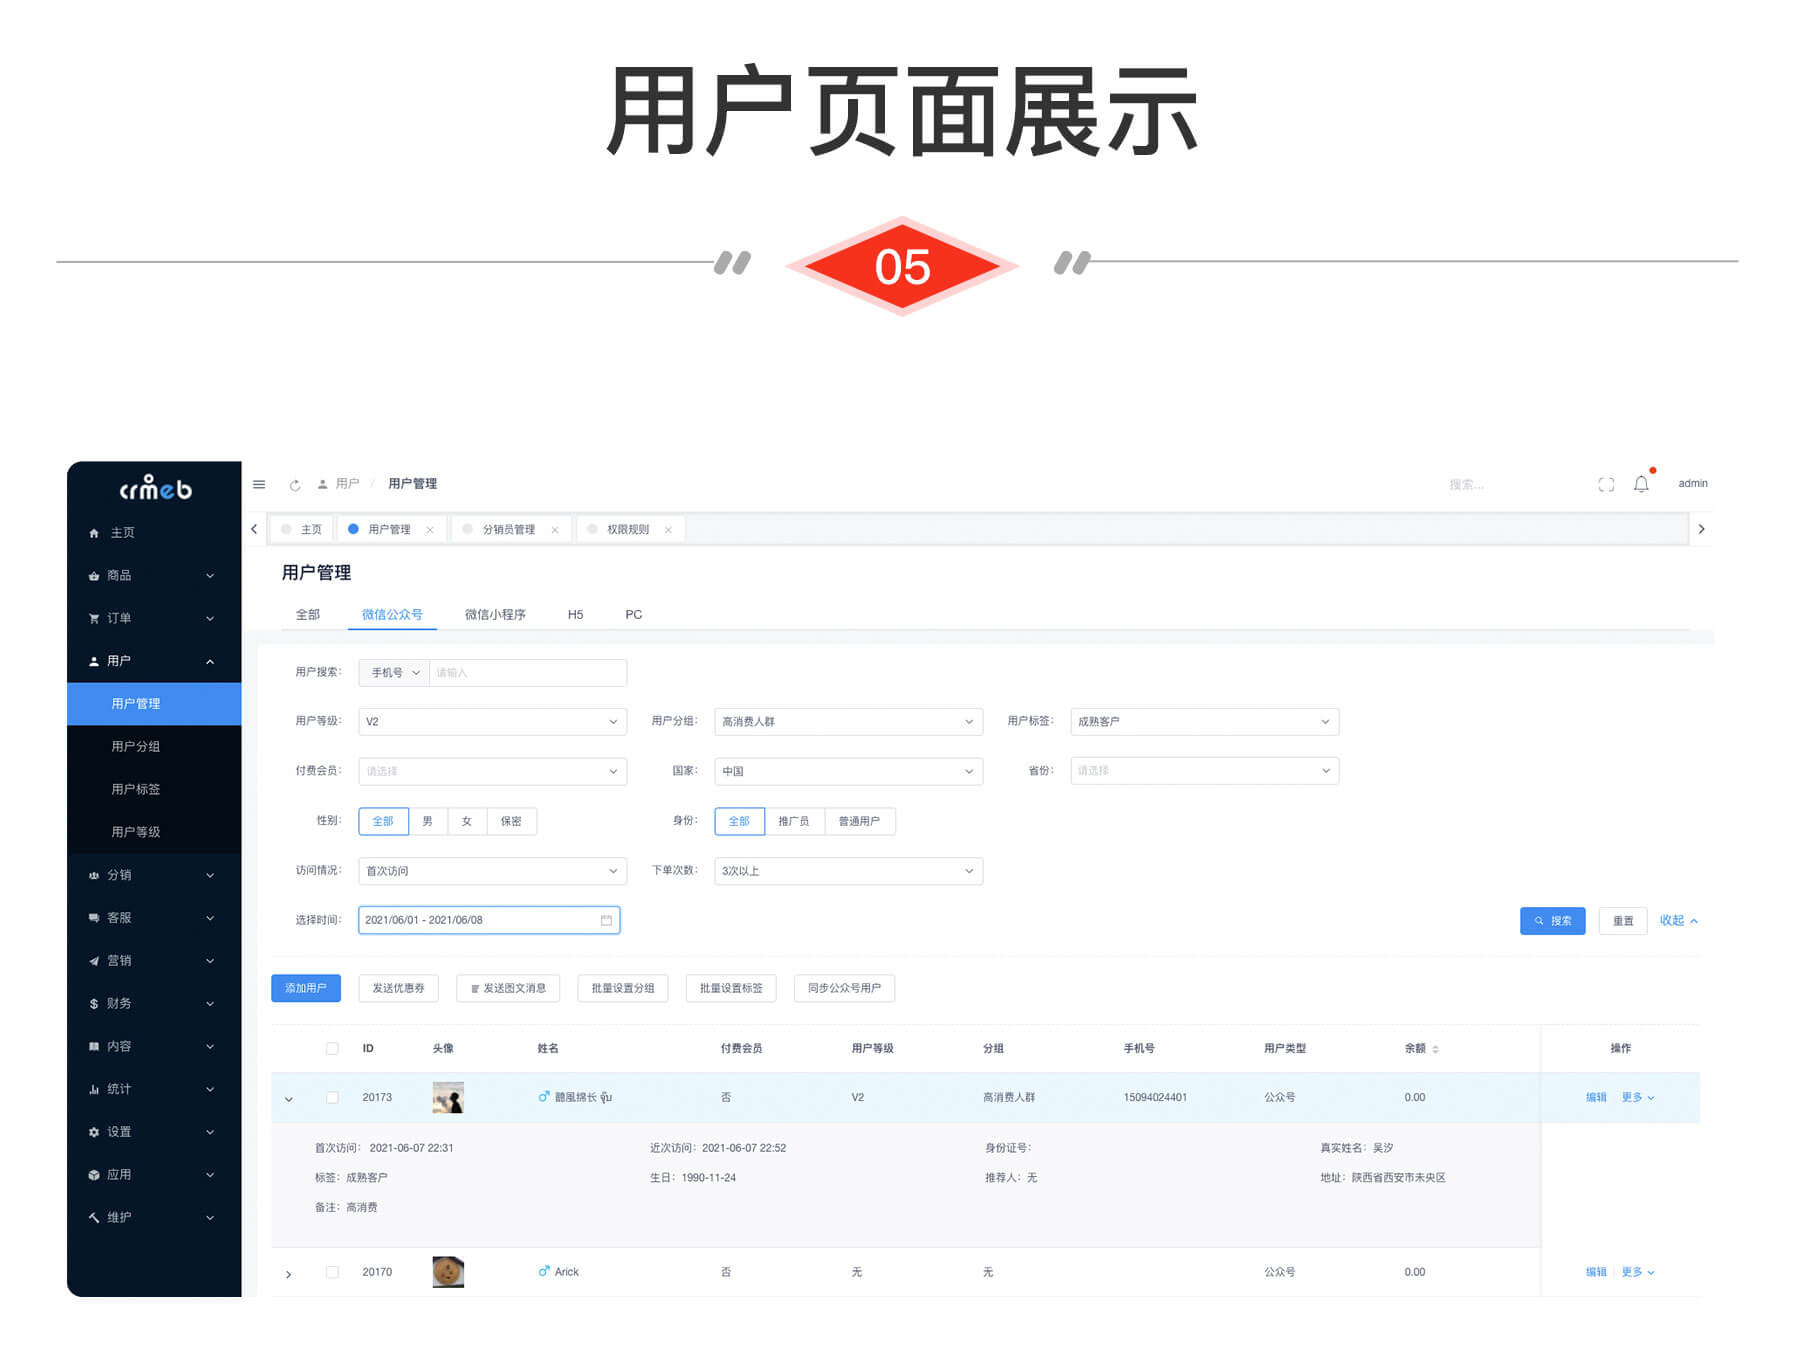 用户页面展示
05
crmeb
用户 / 用户管理
搜索...
admin
主页
用户管理
分销员管理
权限规则
主页
商品
订单
用户
用户管理
用户分组
用户标签
用户等级
分销
客服
营销
财务
内容
统计
设置
应用
维护
用户管理
全部 微信公众号 微信小程序 H5 PC
用户搜索: 手机号 请输入
用户等级: V2 用户分组: 高消费人群 用户标签: 成熟客户
付费会员: 请选择 国家: 中国 省份: 请选择
性别: 全部 男 女 保密 身份: 全部 推广员 普通用户
访问情况: 首次访问 下单次数: 3次以上
选择时间: 2021/06/01 - 2021/06/08
搜索 重置 收起
添加用户 发送优惠券 发送图文消息 批量设置分组 批量设置标签 同步公众号用户
ID 头像 姓名 付费会员 用户等级 分组 手机号 用户类型 余额 操作
20173 否 V2 高消费人群 15094024401 公众号 0.00 编辑 更多
首次访问: 2021-06-07 22:31 近次访问: 2021-06-07 22:52 身份证号: 真实姓名: 吴汐
标签: 成熟客户 生日: 1990-11-24 推荐人: 无 地址: 陕西省西安市未央区
备注: 高消费
20170 Arick 否 无 无 公众号 0.00 编辑 更多